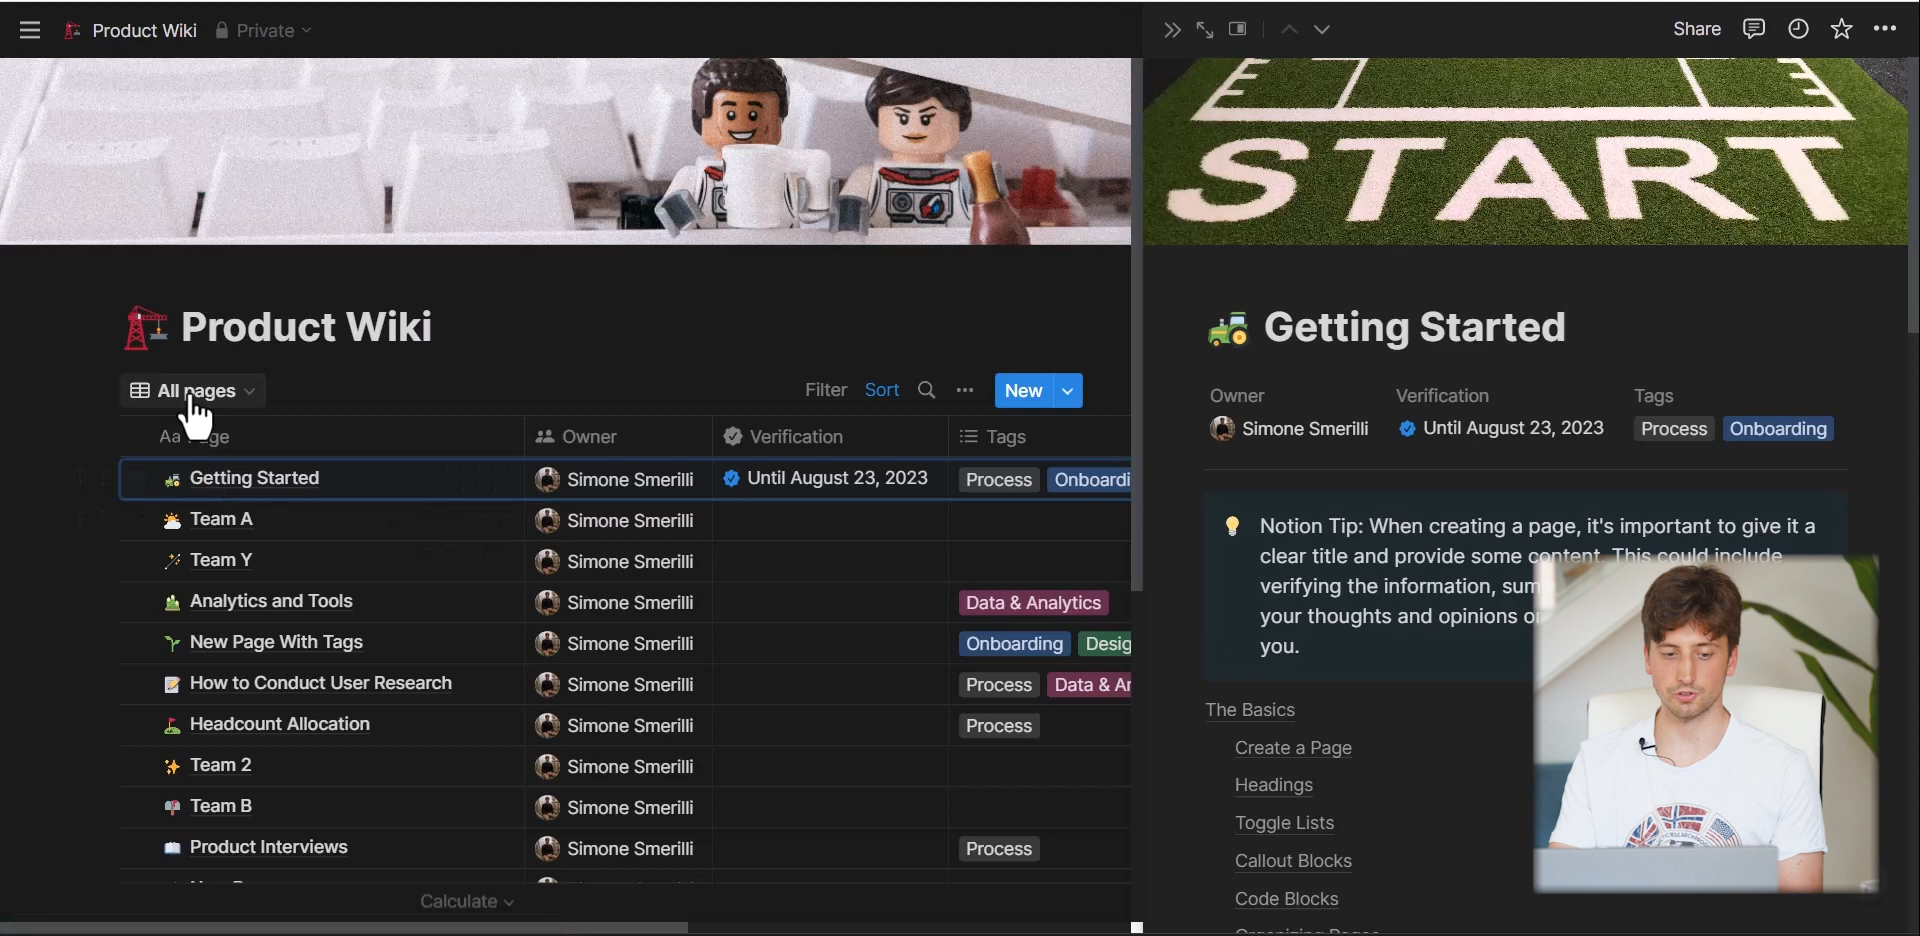 Product Wiki Private
Share
START
Product Wiki
All pages
Filter Sort New
Aa
Owner Verification Tags
Getting Started Simone Smerilli Until August 23, 2023 Process Onboardi
Team A Simone Smerilli
Team Y Simone Smerilli
Analytics and Tools Simone Smerilli Data & Analytics
New Page With Tags Simone Smerilli Onboarding Desig
How to Conduct User Research Simone Smerilli Process Data & Ar
Headcount Allocation Simone Smerilli Process
Team 2 Simone Smerilli
Team B Simone Smerilli
Product Interviews Simone Smerilli Process
Calculate
Getting Started
Owner Verification Tags
Simone Smerilli Until August 23, 2023 Process Onboarding
Notion Tip: When creating a page, it's important to give it a
clear title and provide some content. This could include
verifying the information, sum
your thoughts and opinions
you.
The Basics
Create a Page
Headings
Toggle Lists
Callout Blocks
Code Blocks